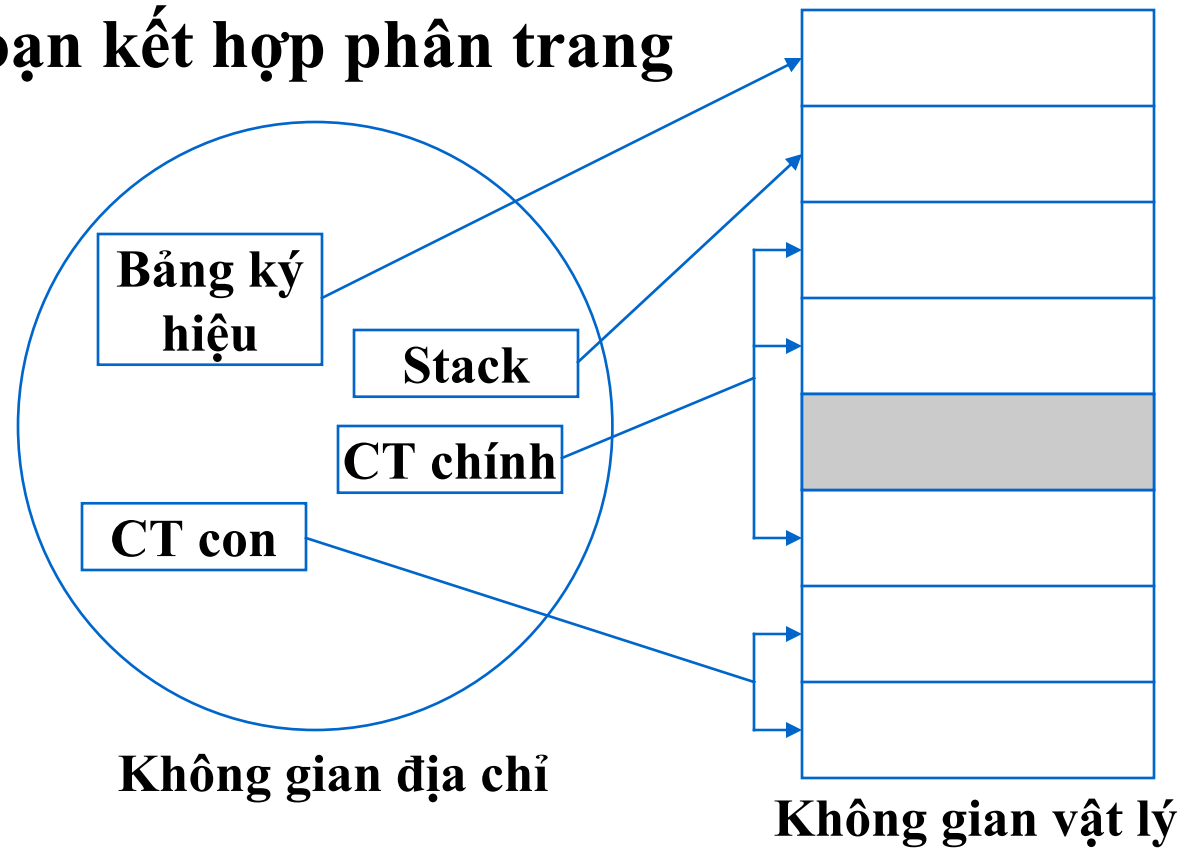 oạn kết hợp phân trang
Bảng ký
hiệu
Stack
CT chính
CT con
Không gian địa chỉ
Không gian vật lý